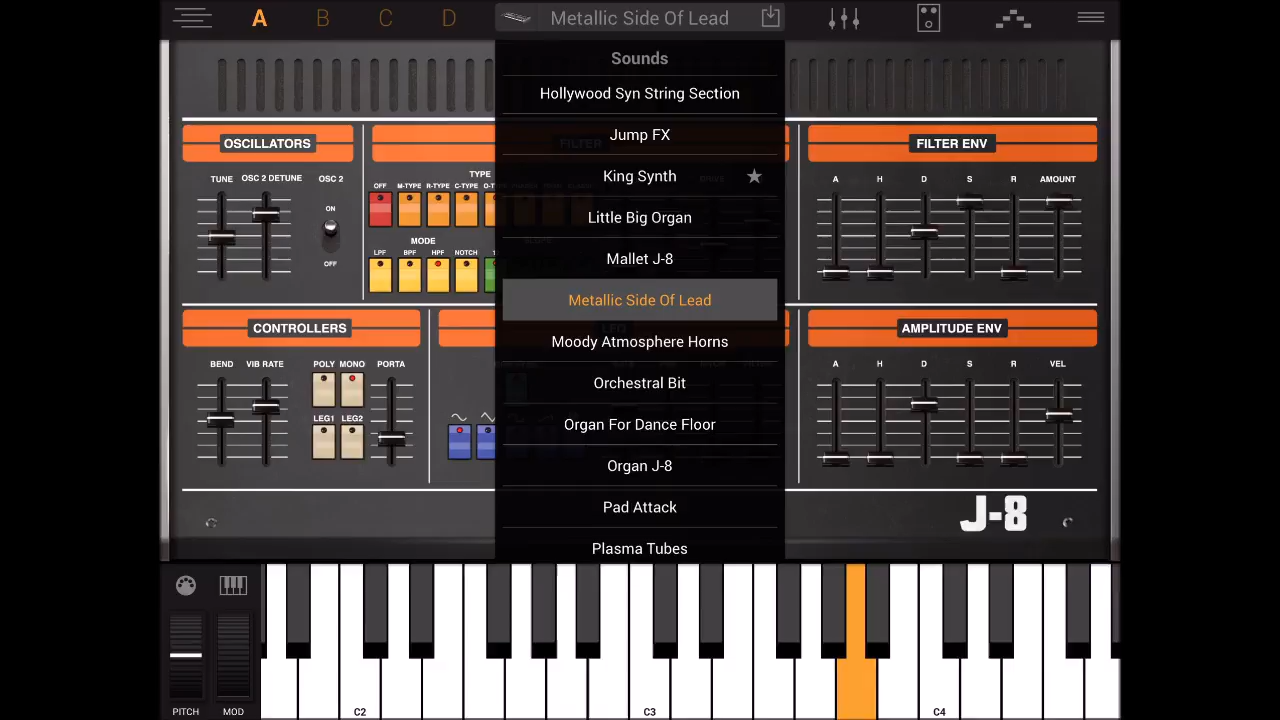 A B C D Metallic Side Of Lead
Sounds
Hollywood Syn String Section
Jump FX
King Synth
Little Big Organ
Mallet J-8
Metallic Side Of Lead
Moody Atmosphere Horns
Orchestral Bit
Organ For Dance Floor
Organ J-8
Pad Attack
Plasma Tubes
OSCILLATORS
TUNE OSC 2 DETUNE OSC 2
ON
OFF
FILTER
TYPE
OFF M-TYPE R-TYPE C-TYPE
MODE
LPF BPF HPF NOTCH
FILTER ENV
A H D S R AMOUNT
CONTROLLERS
BEND VIB RATE POLY MONO PORTA
LEG1 LEG2
LFO
AMPLITUDE ENV
A H D S R VEL
J-8
PITCH MOD C2 C3 C4